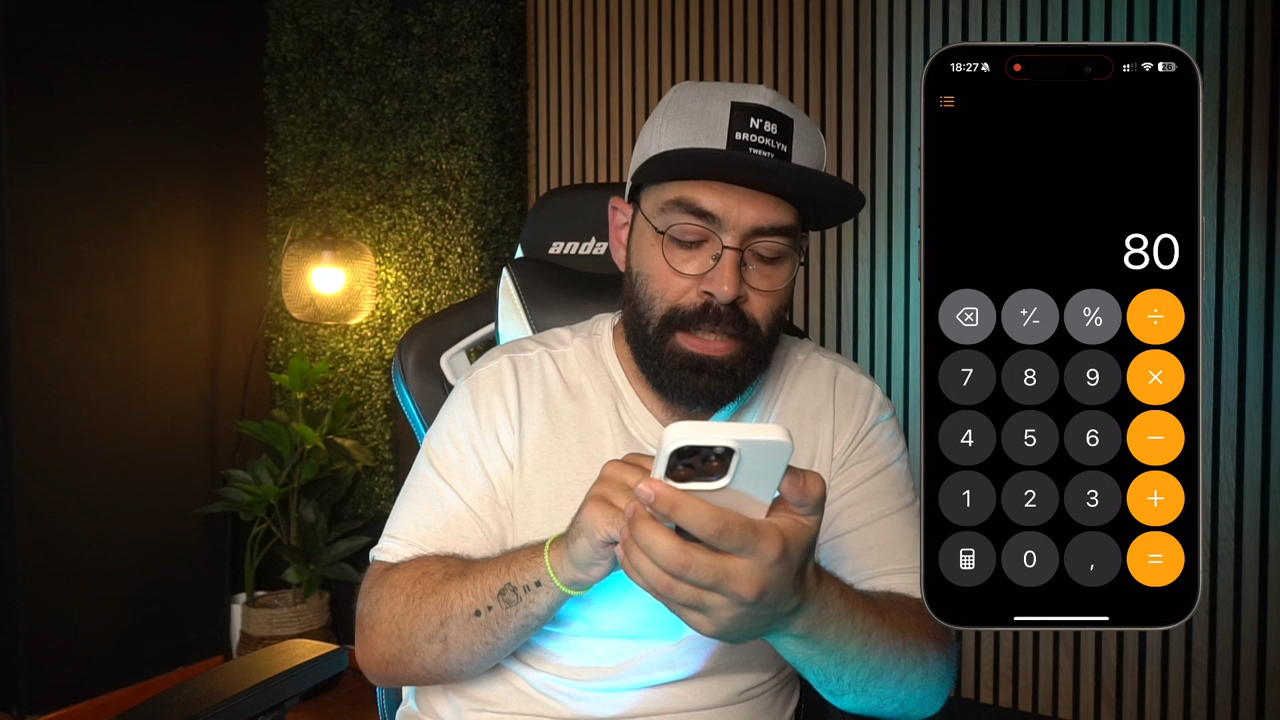 N°86
BROOKLYN
TWENTY
anda
18:27
26
80
+/- % ÷
7 8 9 ×
4 5 6 −
1 2 3 +
0 , =